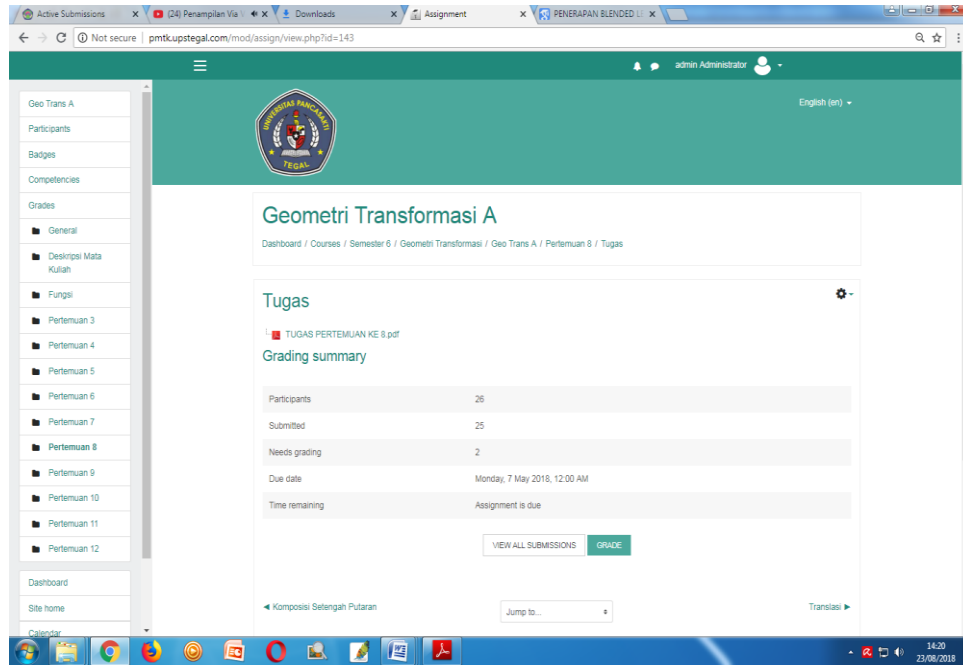 Active Submissions
(24) Penampilan Via V
Downloads
Assignment
PENERAPAN BLENDED L
Not secure | pmtk.upstegal.com/mod/assign/view.php?id=143
admin Administrator
English (en)
UNIVERSITAS PANCASAKTI
TEGAL
Geo Trans A
Participants
Badges
Competencies
Grades
General
Deskripsi Mata
Kuliah
Fungsi
Pertemuan 3
Pertemuan 4
Pertemuan 5
Pertemuan 6
Pertemuan 7
Pertemuan 8
Pertemuan 9
Pertemuan 10
Pertemuan 11
Pertemuan 12
Dashboard
Site home
Calendar
Geometri Transformasi A
Dashboard / Courses / Semester 6 / Geometri Transformasi / Geo Trans A / Pertemuan 8 / Tugas
Tugas
TUGAS PERTEMUAN KE 8.pdf
Grading summary
Participants 26
Submitted 25
Needs grading 2
Due date Monday, 7 May 2018, 12:00 AM
Time remaining Assignment is due
VIEW ALL SUBMISSIONS GRADE
◀ Komposisi Setengah Putaran
Jump to...
Translasi ▶
14:20
23/08/2018